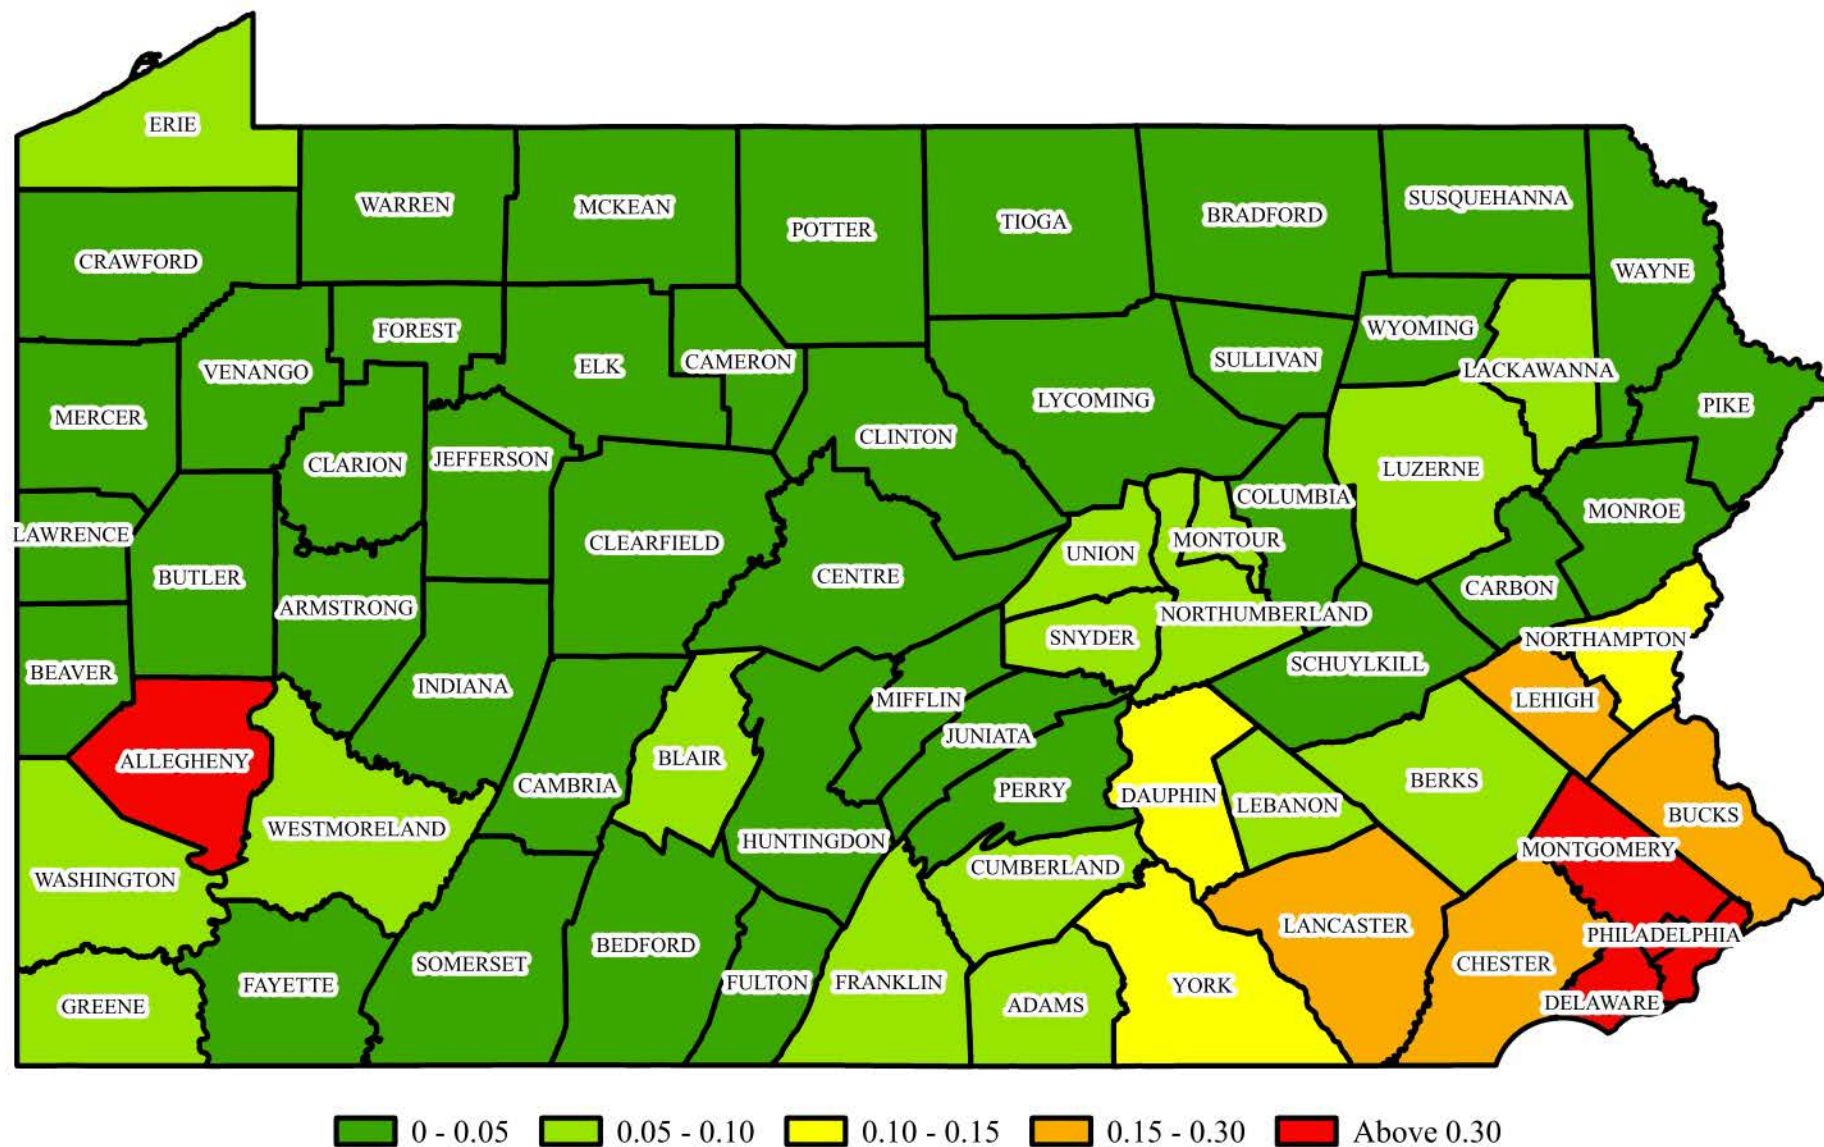 ERIE
WARREN
MCKEAN
POTTER
TIOGA
BRADFORD
SUSQUEHANNA
WAYNE
CRAWFORD
FOREST
VENANGO
ELK
CAMERON
WYOMING
SULLIVAN
LACKAWANNA
PIKE
MERCER
CLARION
JEFFERSON
CLINTON
LYCOMING
LUZERNE
COLUMBIA
MONROE
LAWRENCE
BUTLER
ARMSTRONG
CLEARFIELD
CENTRE
UNION
MONTOUR
CARBON
NORTHUMBERLAND
SNYDER
NORTHAMPTON
BEAVER
INDIANA
SCHUYLKILL
MIFFLIN
LEHIGH
JUNIATA
ALLEGHENY
BLAIR
CAMBRIA
PERRY
DAUPHIN
LEBANON
BERKS
BUCKS
WESTMORELAND
HUNTINGDON
MONTGOMERY
WASHINGTON
CUMBERLAND
LANCASTER
PHILADELPHIA
BEDFORD
SOMERSET
CHESTER
FAYETTE
FULTON
FRANKLIN
YORK
GREENE
ADAMS
DELAWARE
0 - 0.05 0.05 - 0.10 0.10 - 0.15 0.15 - 0.30 Above 0.30